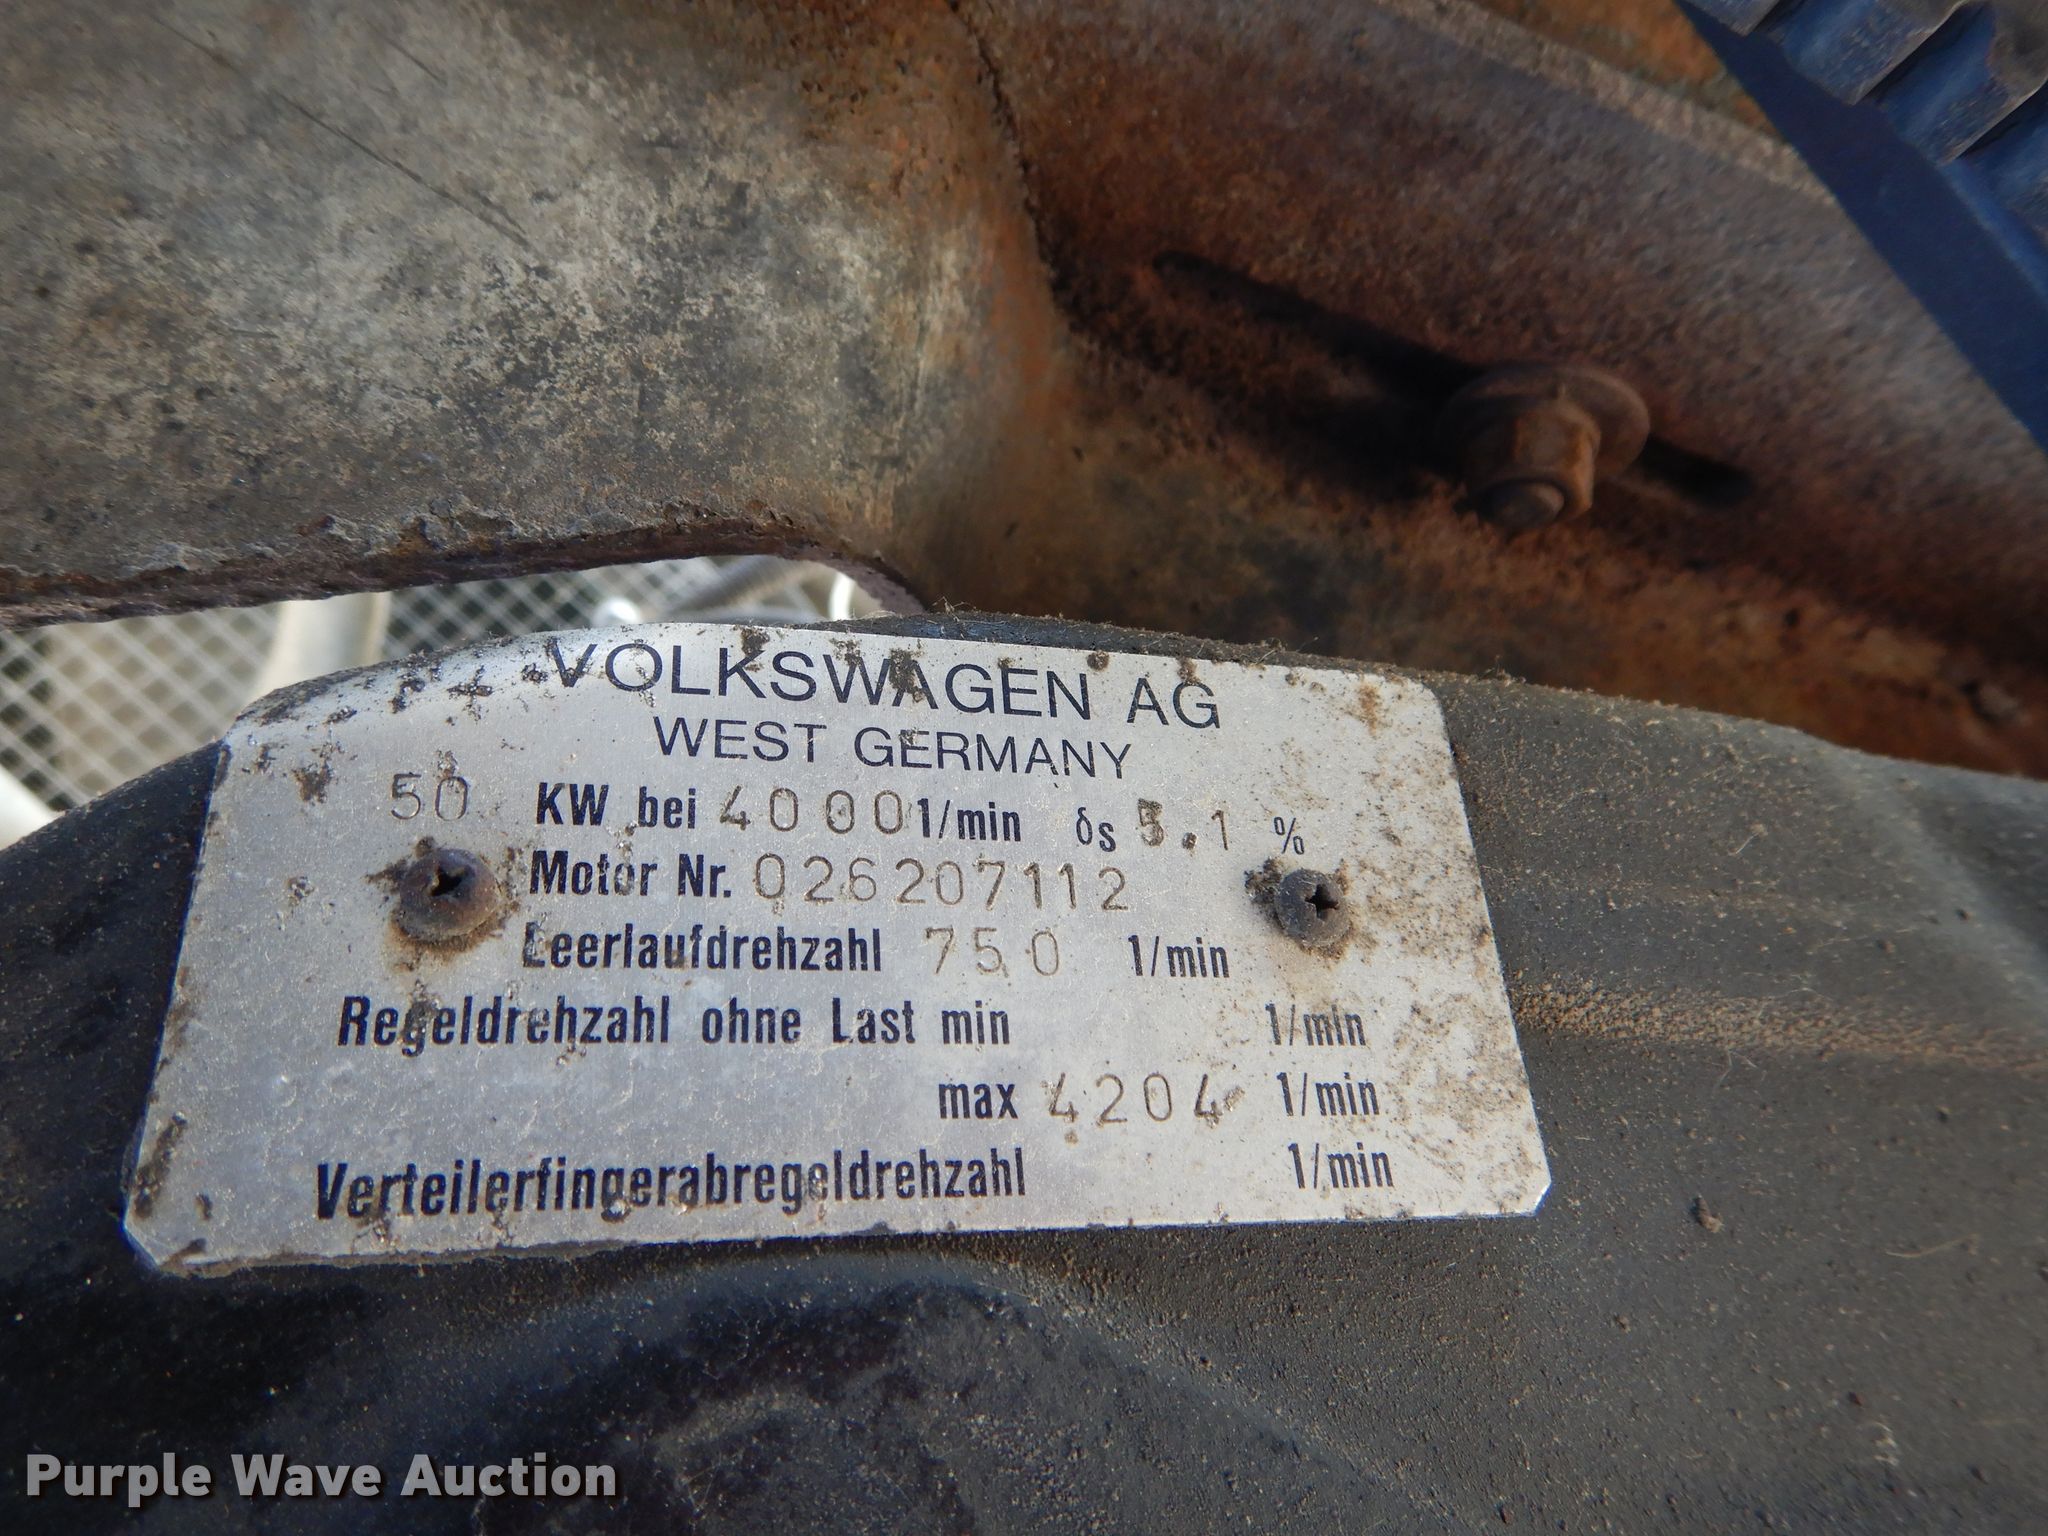 VOLKSWAGEN AG
WEST GERMANY
50 KW bei 4000 1/min δs 5.1 %
Motor Nr. 026207112
Leerlaufdrehzahl 750 1/min
Regeldrehzahl ohne Last min 1/min
max 4204 1/min
Verteilerfingerabregeldrehzahl 1/min
Purple Wave Auction